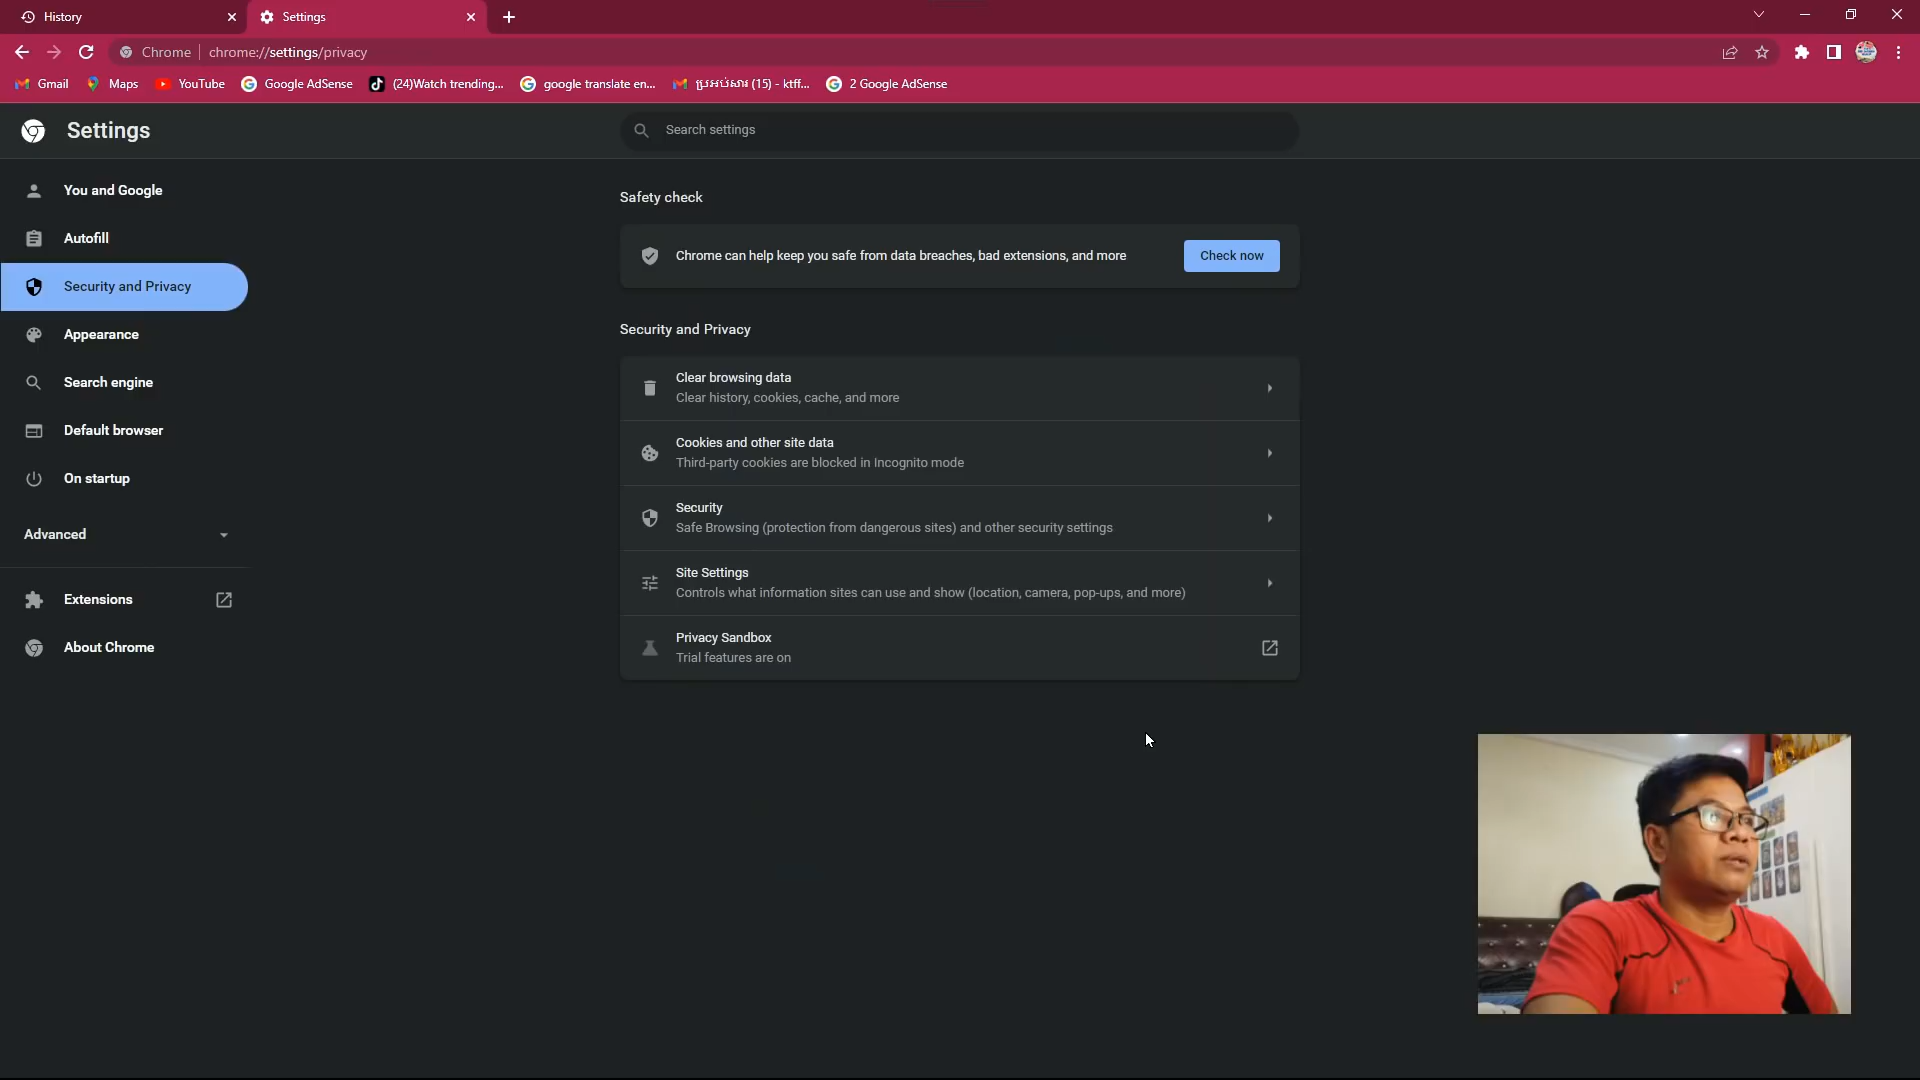 History
Settings
Chrome
chrome://settings/privacy
Gmail
Maps
YouTube
Google AdSense
(24)Watch trending...
google translate en...
ប្រអប់សារ (15) - ktff...
2 Google AdSense
Settings
Search settings
You and Google
Autofill
Security and Privacy
Appearance
Search engine
Default browser
On startup
Advanced
Extensions
About Chrome
Safety check
Chrome can help keep you safe from data breaches, bad extensions, and more
Check now
Security and Privacy
Clear browsing data
Clear history, cookies, cache, and more
Cookies and other site data
Third-party cookies are blocked in Incognito mode
Security
Safe Browsing (protection from dangerous sites) and other security settings
Site Settings
Controls what information sites can use and show (location, camera, pop-ups, and more)
Privacy Sandbox
Trial features are on